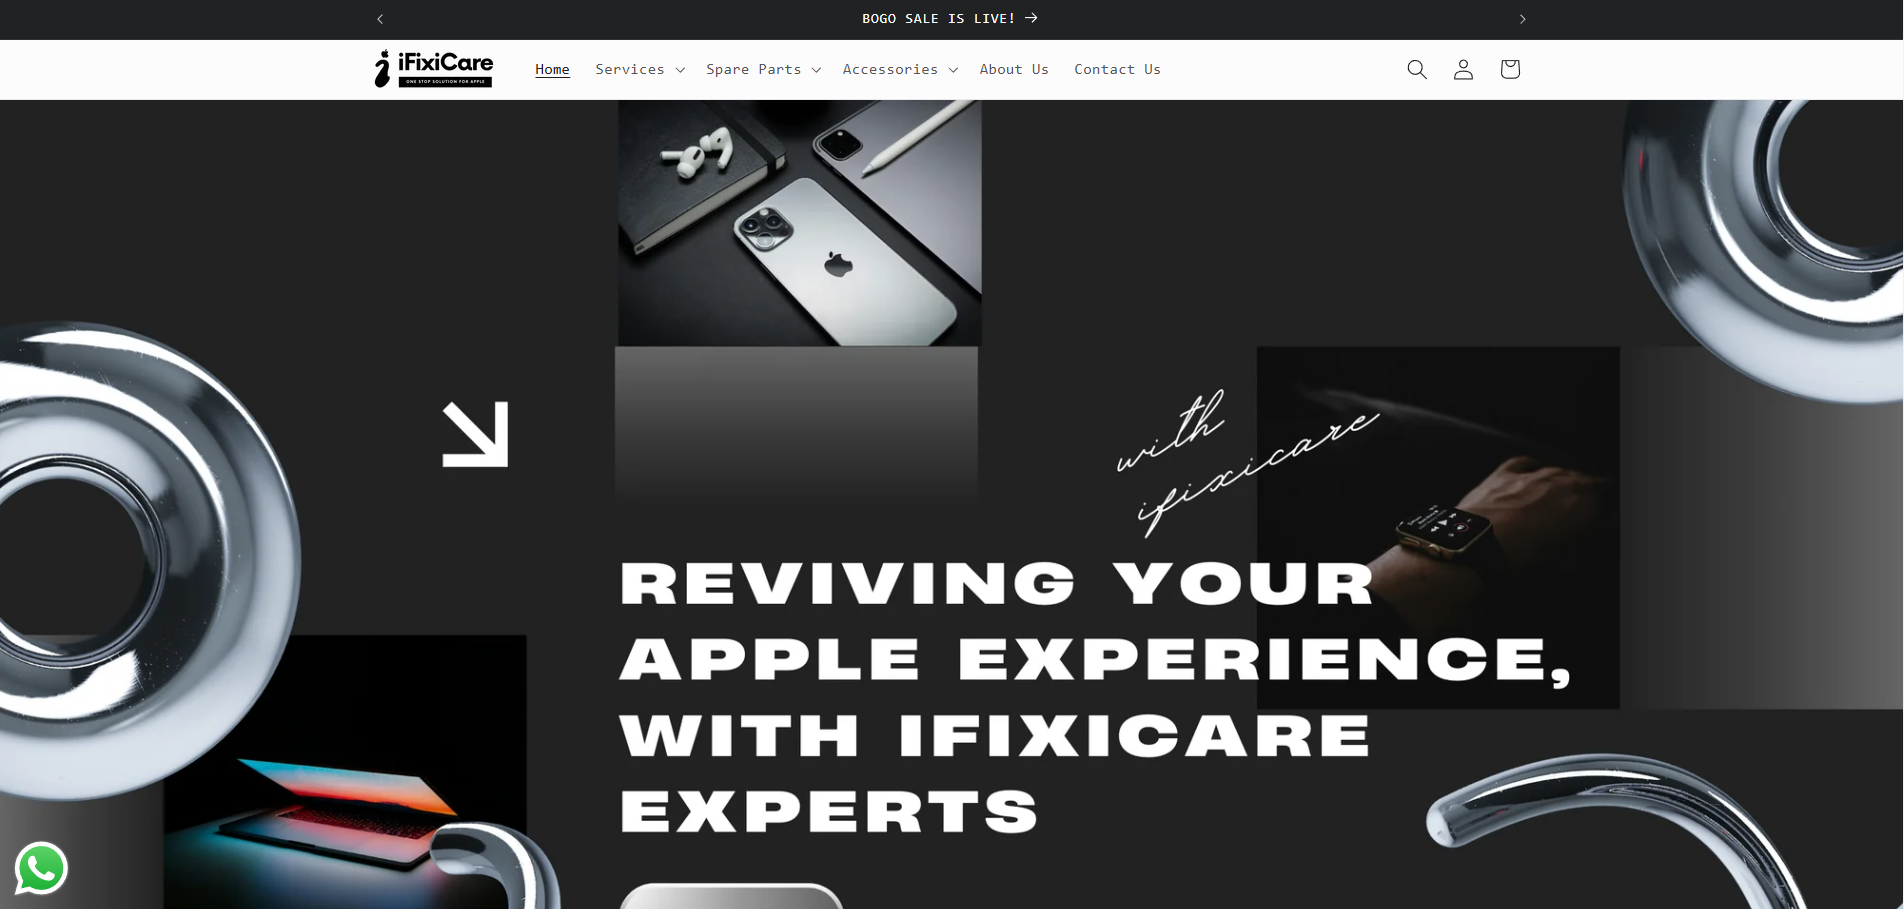 BOGO SALE IS LIVE!
iFixiCare
ONE STOP SOLUTION FOR APPLE
Home Services Spare Parts Accessories About Us Contact Us
with
ifixicare
REVIVING YOUR
APPLE EXPERIENCE,
WITH IFIXICARE
EXPERTS